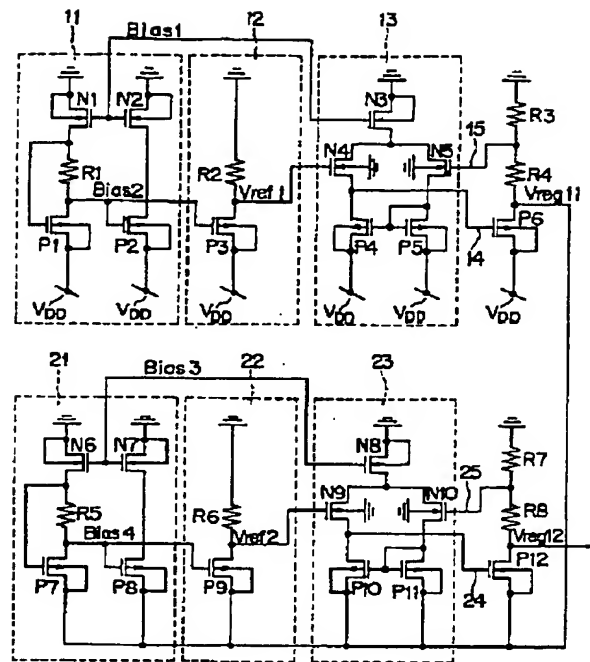 11
12
13
Bias1
N1
N2
N3
R3
N4
N5
15
R1
R2
R4
Bias2
Vref1
Vreg11
P1
P2
P3
P4
P5
14
P6
VDD
VDD
VDD
VDD
VDD
VDD
21
22
23
Bias3
N6
N7
N8
R7
N9
N10
25
R5
R6
R8
Bias4
Vref2
Vreg12
P7
P8
P9
P10
P11
24
P12